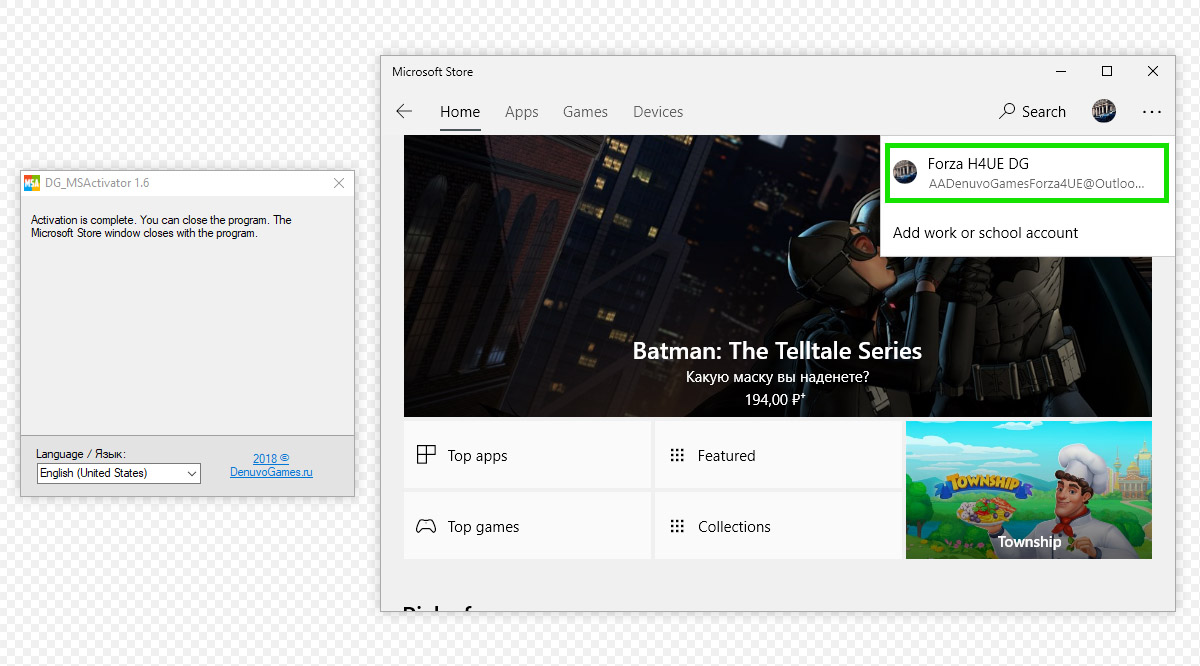 DG_MSActivator 1.6
Activation is complete. You can close the program. The
Microsoft Store window closes with the program.
Language / Язык:
English (United States)
2018 ©
DenuvoGames.ru
Microsoft Store
Home Apps Games Devices
Search
Forza H4UE DG
AADenuvoGamesForza4UE@Outloo...
Add work or school account
Batman: The Telltale Series
Какую маску вы наденете?
194,00 ₽⁺
Top apps
Featured
Top games
Collections
TOWNSHIP
Township